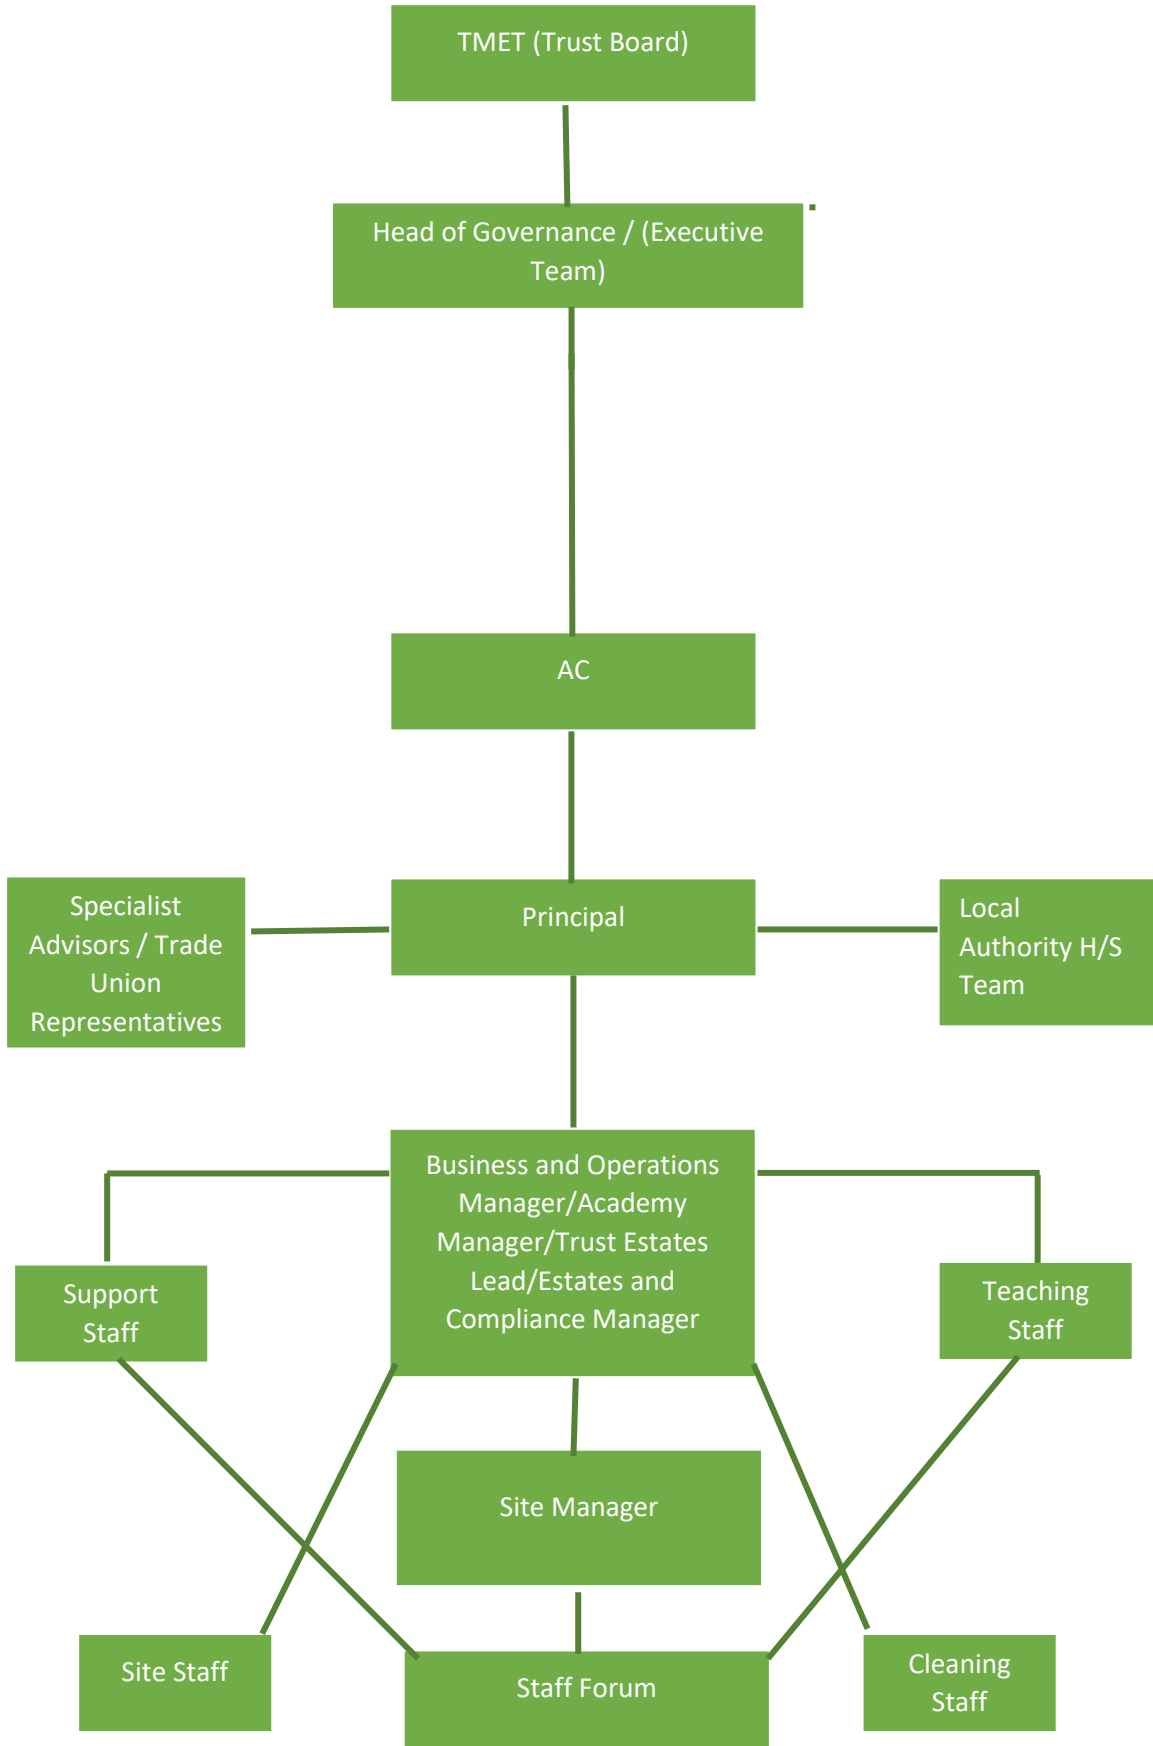 TMET (Trust Board)
Head of Governance / (Executive
Team)
AC
Specialist
Advisors / Trade
Union
Representatives
Principal
Local
Authority H/S
Team
Business and Operations
Manager/Academy
Manager/Trust Estates
Lead/Estates and
Compliance Manager
Support
Staff
Teaching
Staff
Site Manager
Site Staff
Staff Forum
Cleaning
Staff